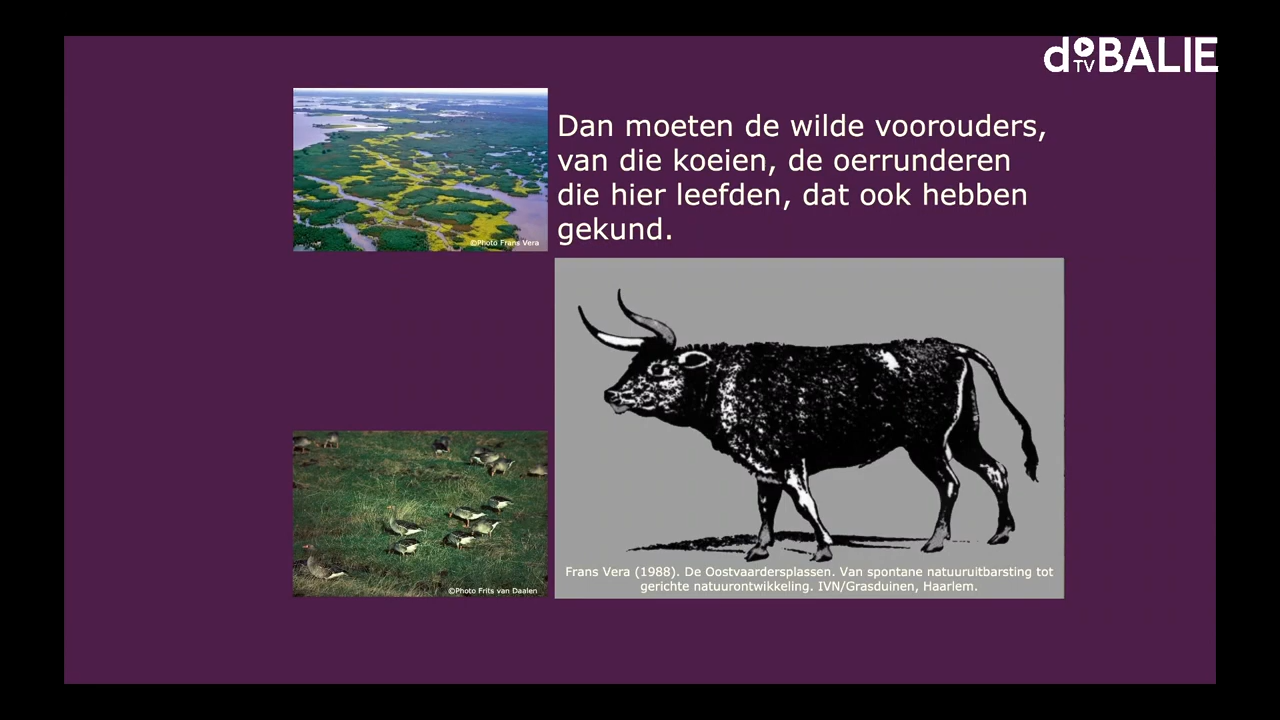 de BALIE
TV
Dan moeten de wilde voorouders,
van die koeien, de oerrunderen
die hier leefden, dat ook hebben
gekund.
©Photo Frans Vera
©Photo Frits van Daalen
Frans Vera (1988). De Oostvaardersplassen. Van spontane natuuruitbarsting tot
gerichte natuurontwikkeling. IVN/Grasduinen, Haarlem.